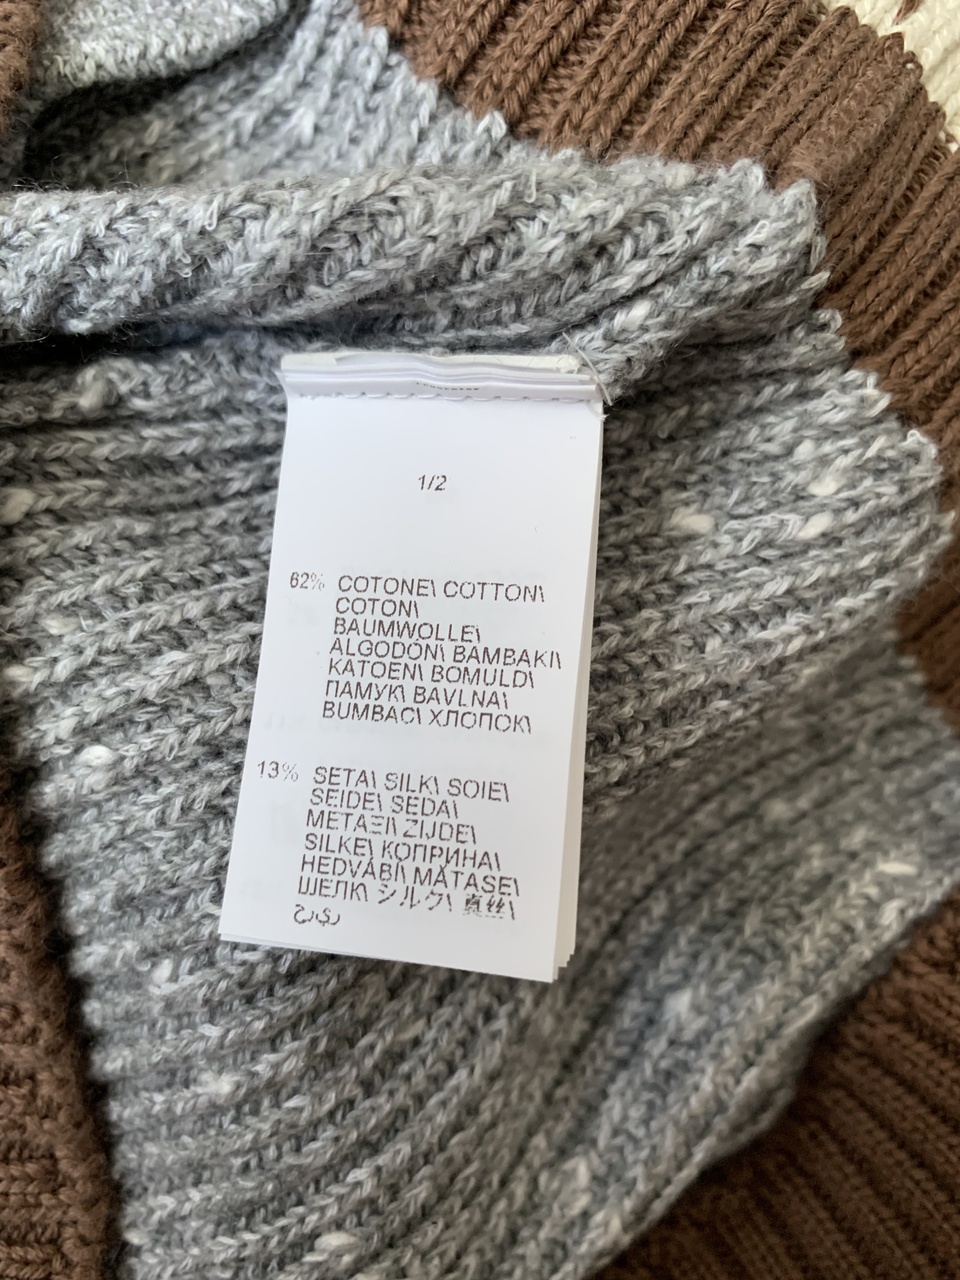 1/2
62% COTONE\ COTTON\
COTON\
BAUMWOLLE\
ALGODÓN\ BAMBAKI\
KATOEN\ BOMULD\
ПАМУК\ BAVLNA\
BUMBAC\ ХЛОПОК\
13% SETA\ SILK\ SOIE\
SEIDE\ SEDA\
ΜΕΤΑΞΙ\ ZIJDE\
SILKE\ КОПРИНА\
HEDVÁBÍ\ MĂTASE\
ШЕЛК\ シルク\ 真丝\